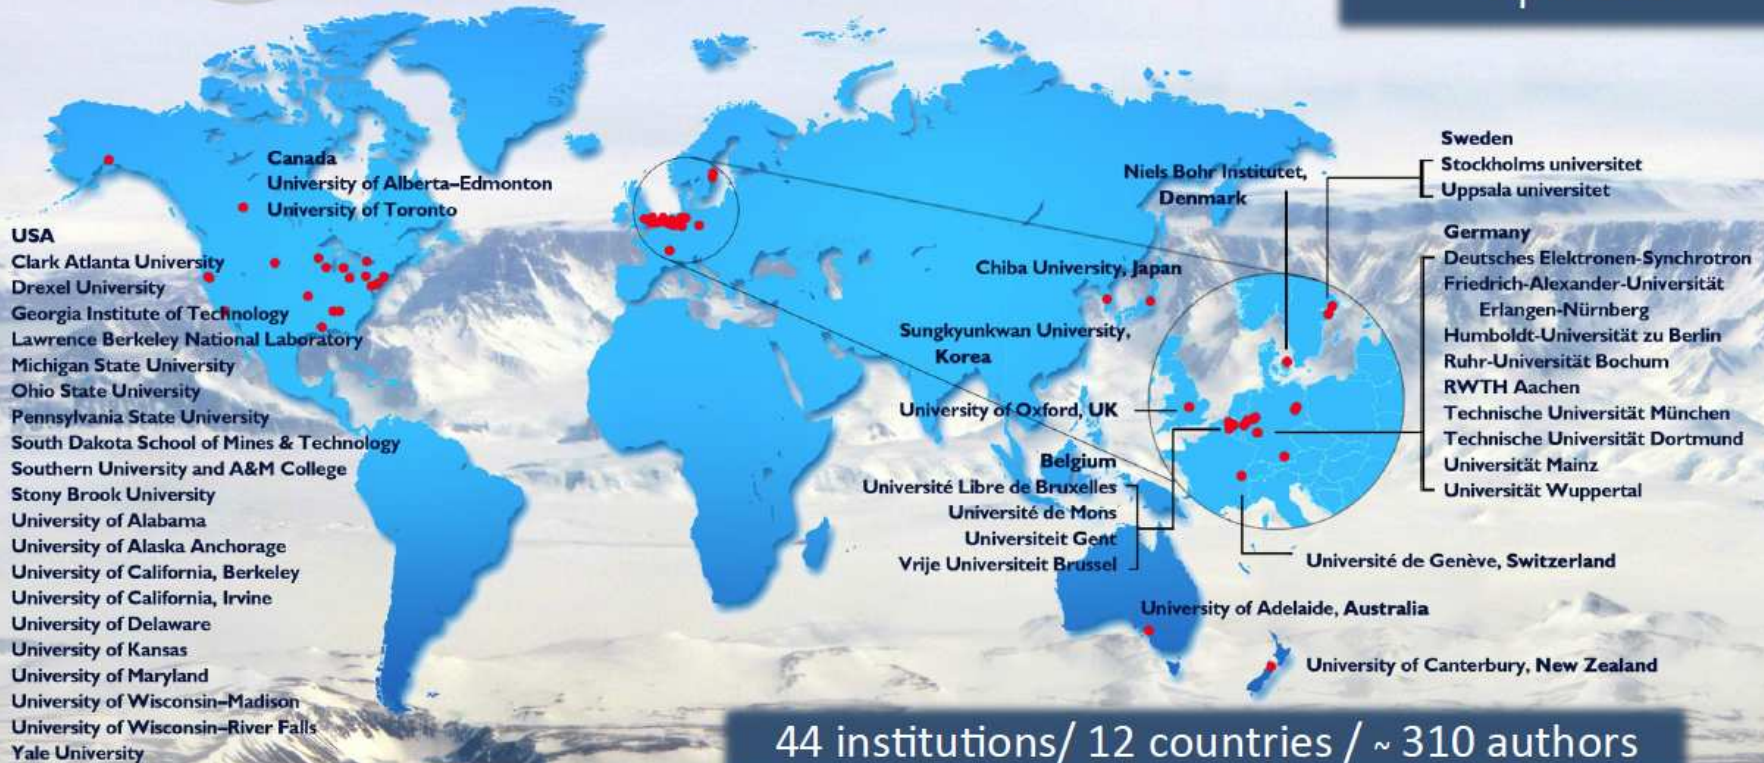 Canada
University of Alberta–Edmonton
University of Toronto
USA
Clark Atlanta University
Drexel University
Georgia Institute of Technology
Lawrence Berkeley National Laboratory
Michigan State University
Ohio State University
Pennsylvania State University
South Dakota School of Mines & Technology
Southern University and A&M College
Stony Brook University
University of Alabama
University of Alaska Anchorage
University of California, Berkeley
University of California, Irvine
University of Delaware
University of Kansas
University of Maryland
University of Wisconsin–Madison
University of Wisconsin–River Falls
Yale University
Niels Bohr Institutet,
Denmark
Chiba University, Japan
Sungkyunkwan University,
Korea
University of Oxford, UK
Belgium
Université Libre de Bruxelles
Université de Mons
Universiteit Gent
Vrije Universiteit Brussel
Sweden
Stockholms universitet
Uppsala universitet
Germany
Deutsches Elektronen-Synchrotron
Friedrich-Alexander-Universität
Erlangen-Nürnberg
Humboldt-Universität zu Berlin
Ruhr-Universität Bochum
RWTH Aachen
Technische Universität München
Technische Universität Dortmund
Universität Mainz
Universität Wuppertal
Université de Genève, Switzerland
University of Adelaide, Australia
University of Canterbury, New Zealand
44 institutions/ 12 countries / ~ 310 authors